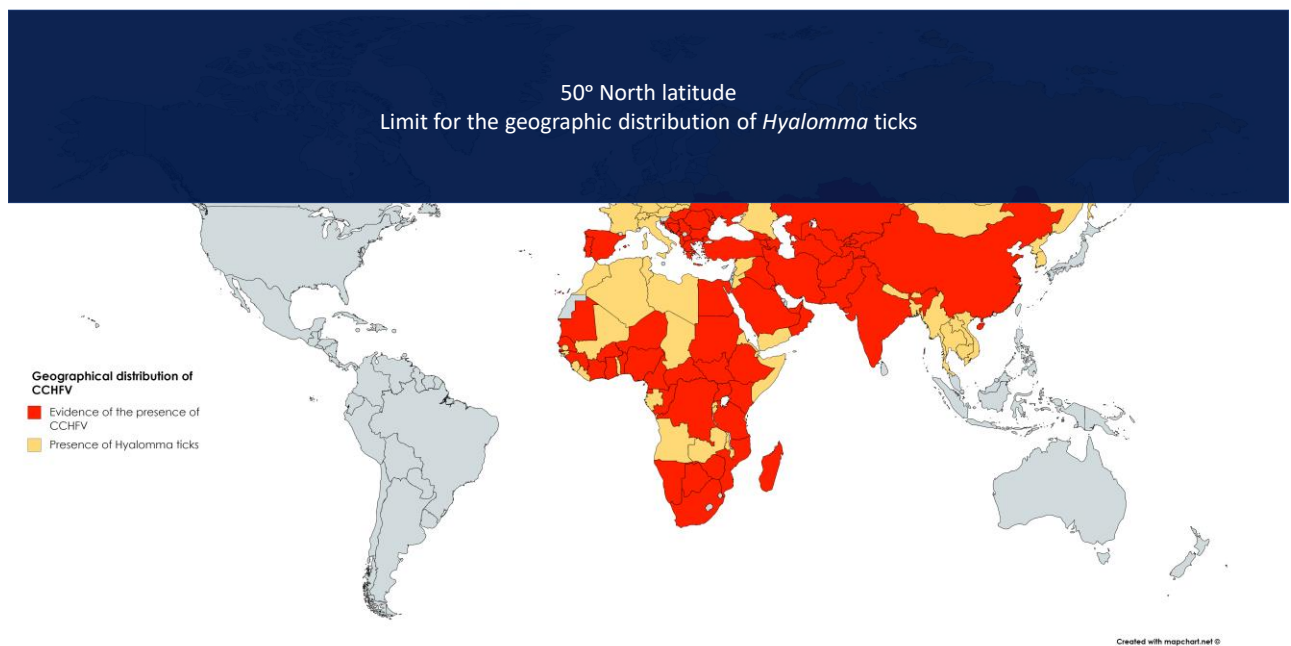 50° North latitude
Limit for the geographic distribution of Hyalomma ticks
Geographical distribution of
CCHFV
Evidence of the presence of
CCHFV
Presence of Hyalomma ticks
Created with mapchart.net ©